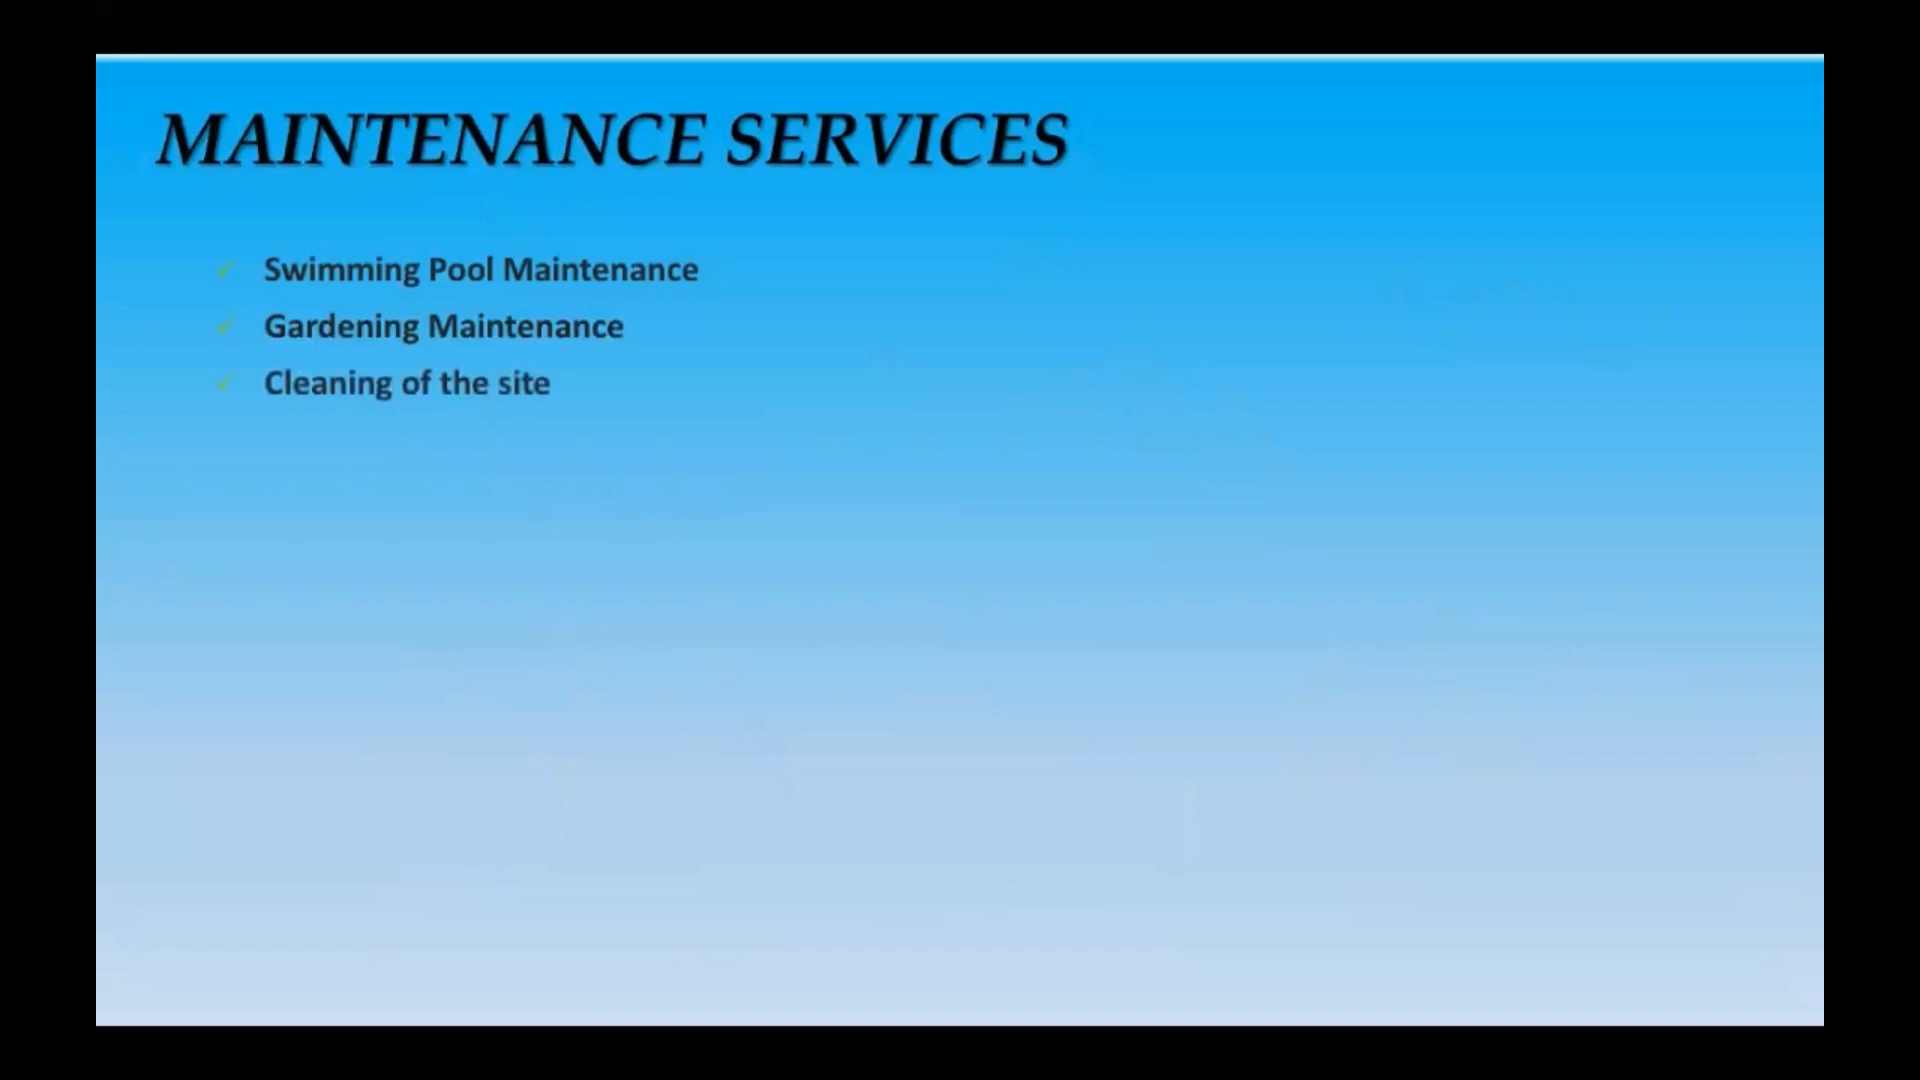 MAINTENANCE SERVICES
Swimming Pool Maintenance
Gardening Maintenance
Cleaning of the site